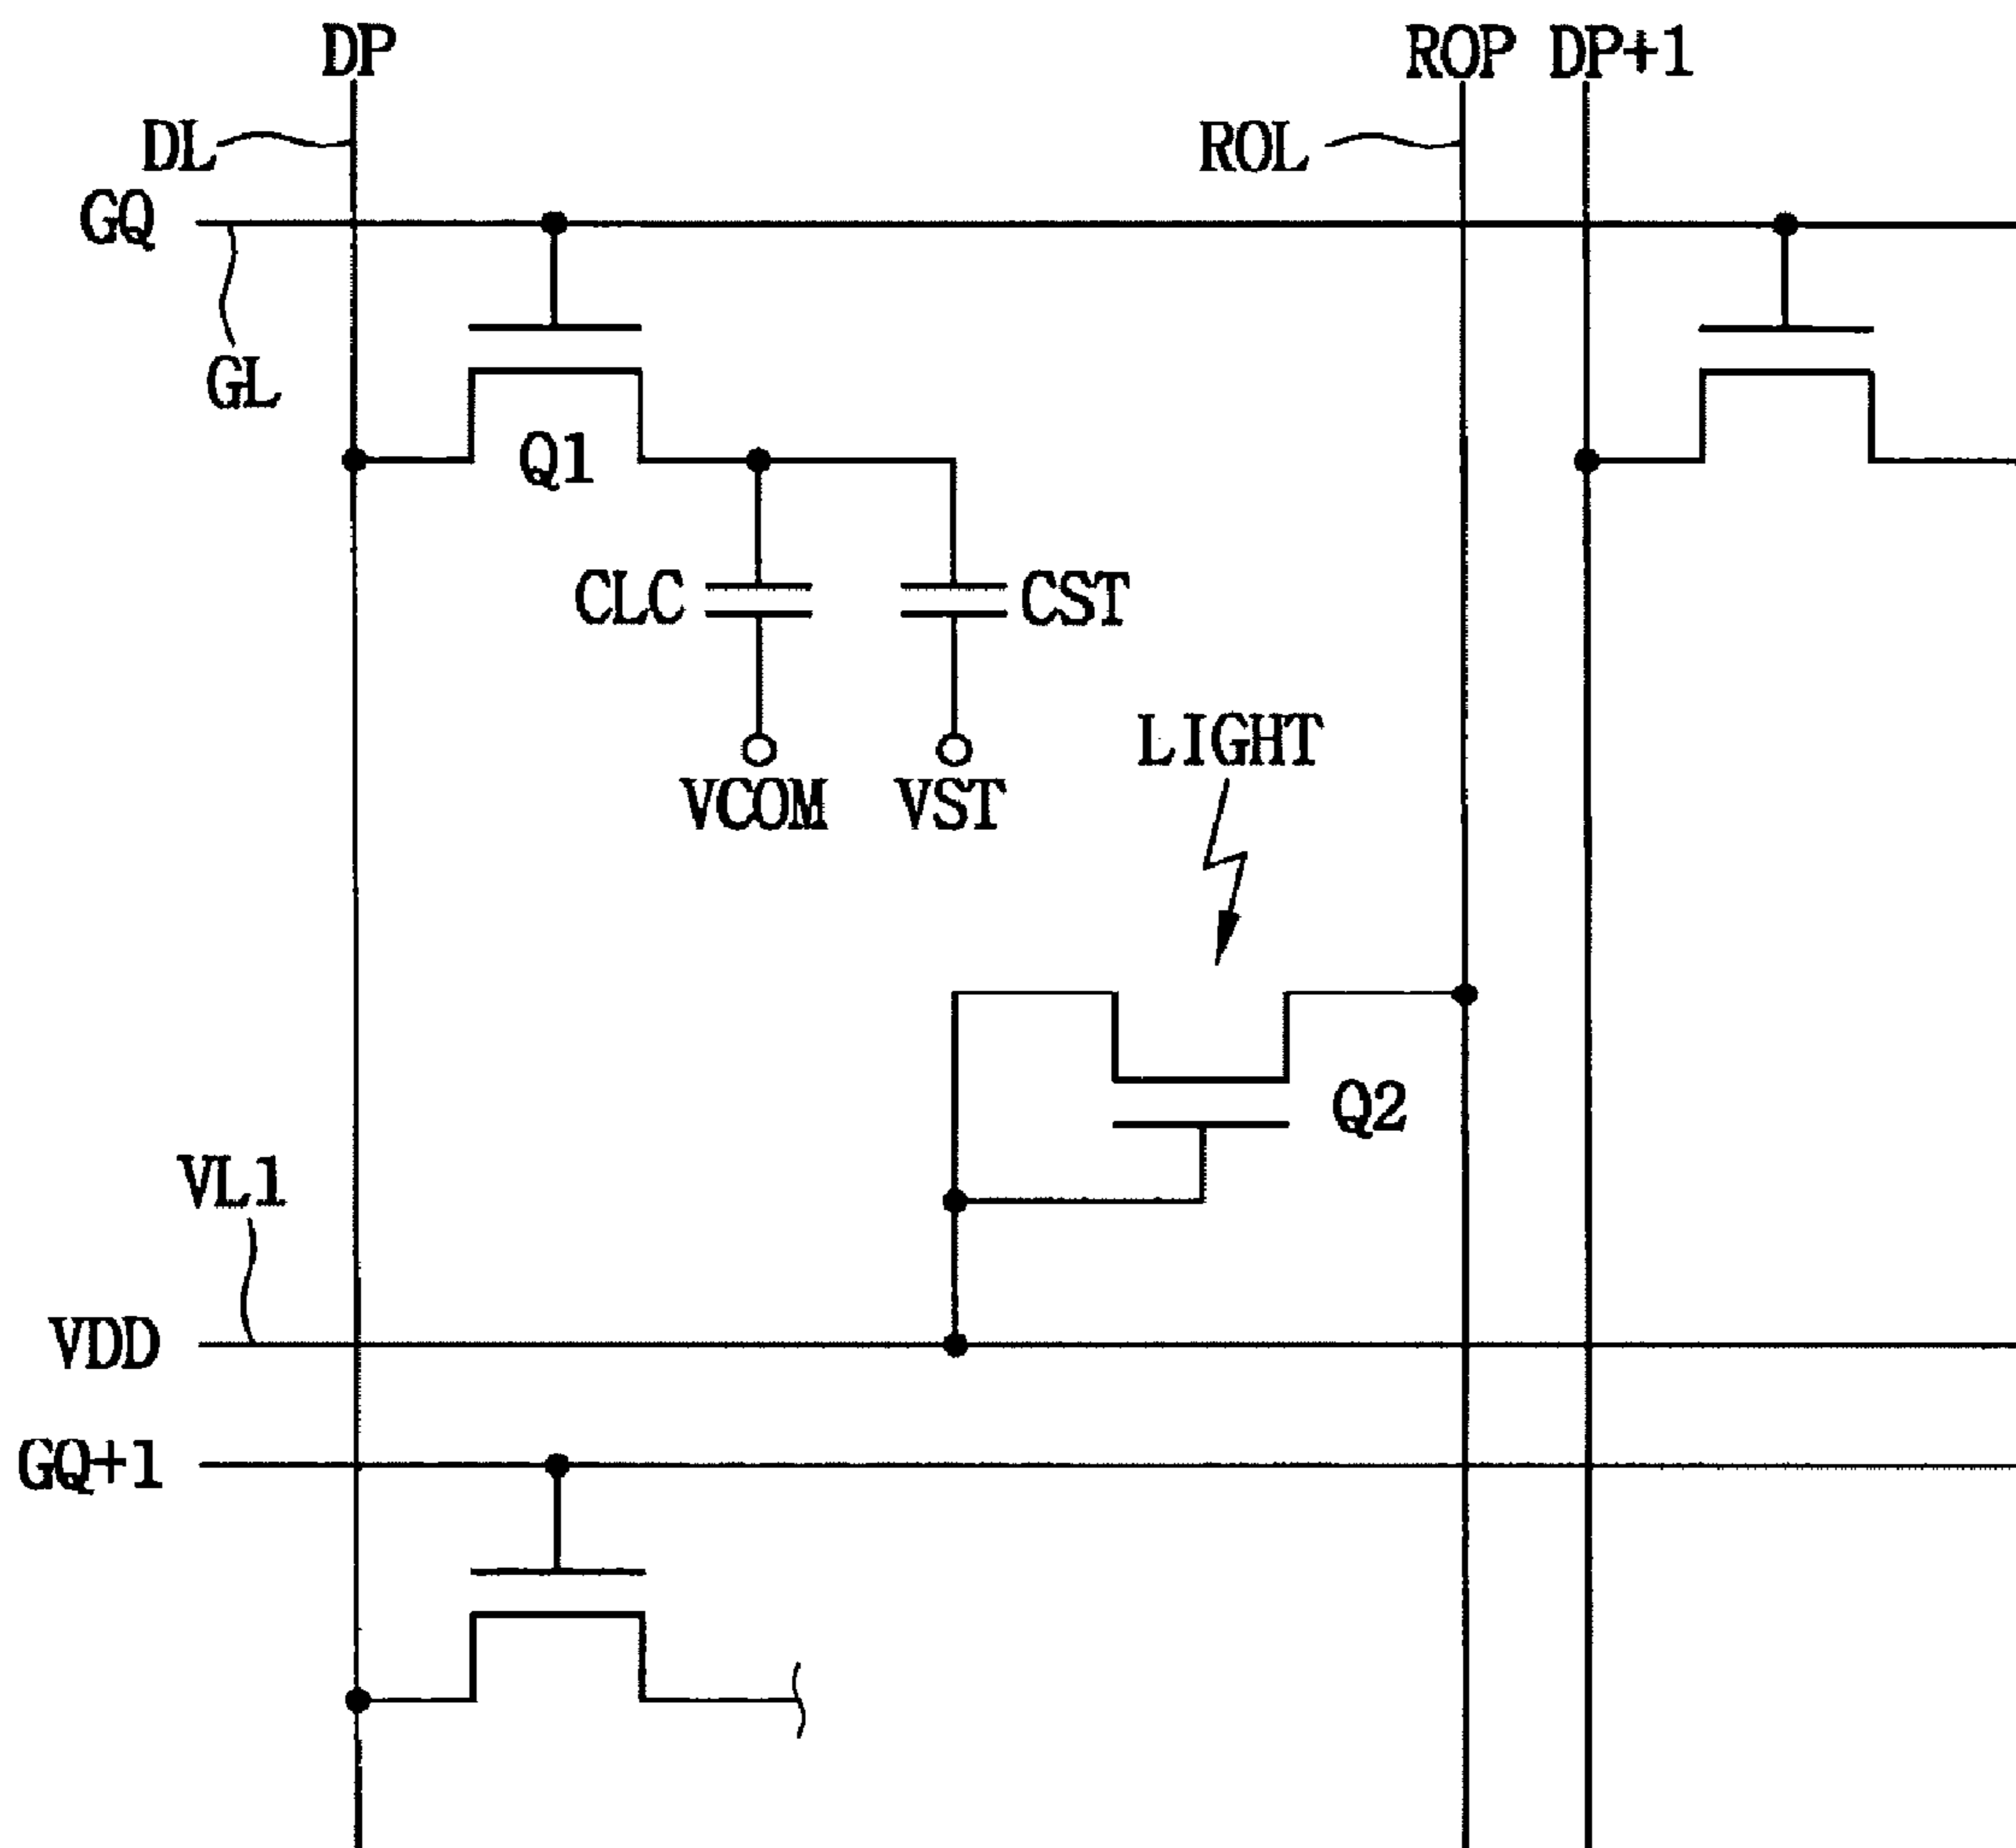 DP
ROP
DP+1
DL
ROL
GQ
GL
Q1
CLC
CST
LIGHT
VCOM
VST
Q2
VL1
VDD
GQ+1